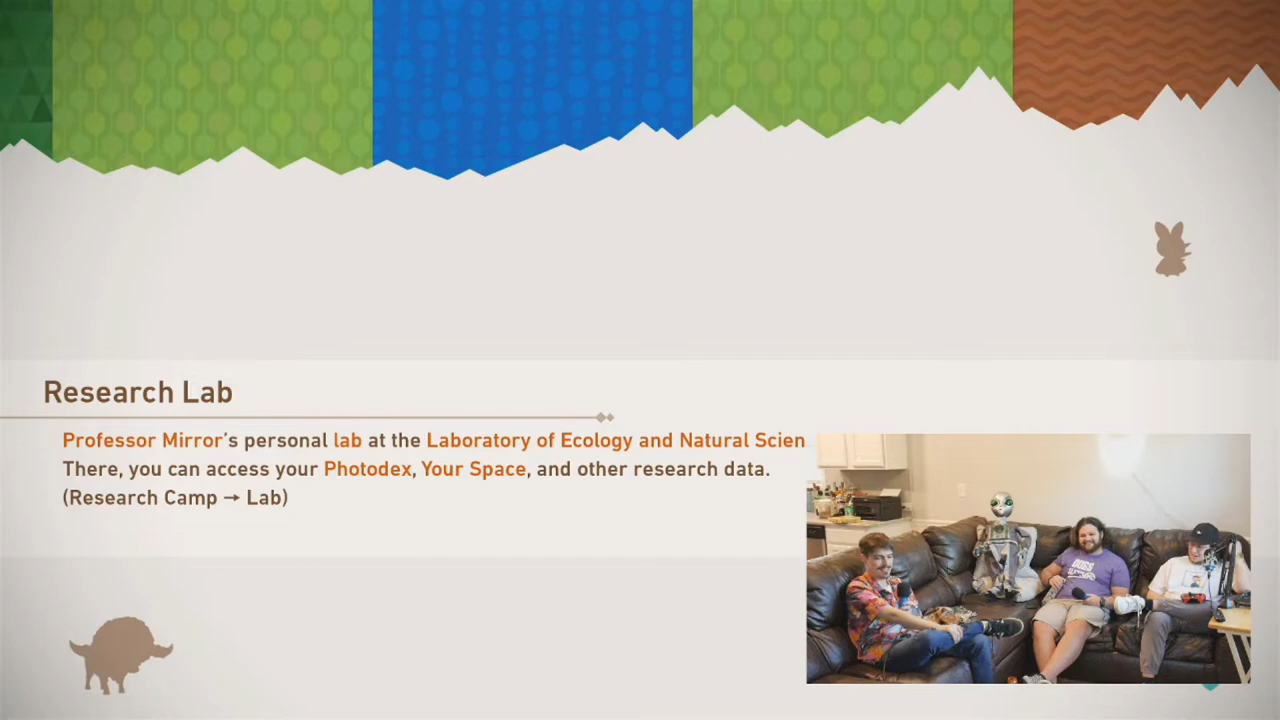 Research Lab
Professor Mirror's personal lab at the Laboratory of Ecology and Natural Scien
There, you can access your Photodex, Your Space, and other research data.
(Research Camp → Lab)
DOGS